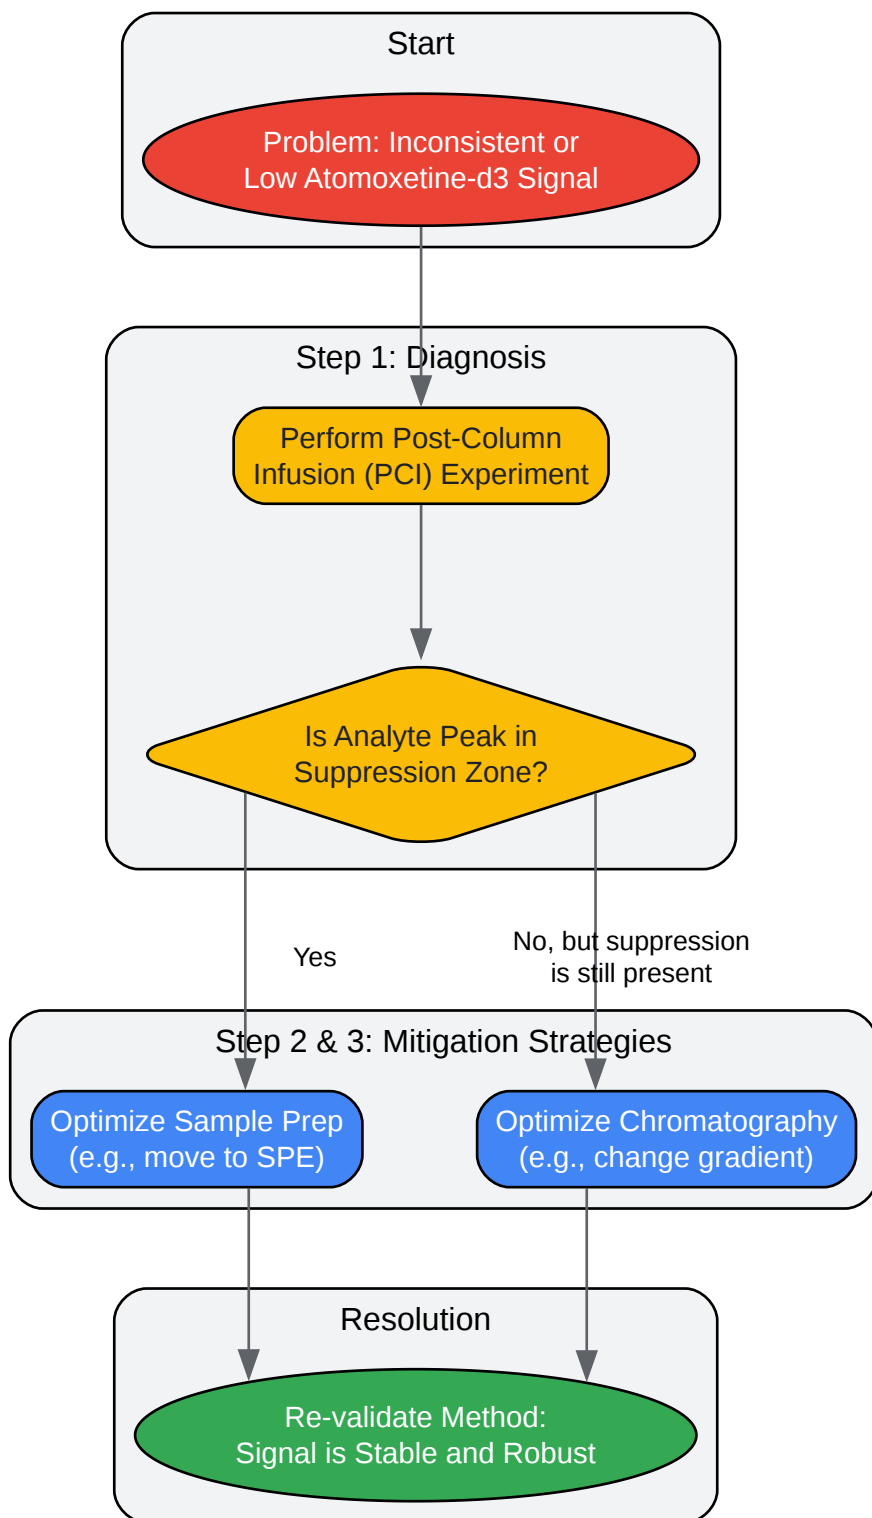 Start
Problem: Inconsistent or
Low Atomoxetine-d3 Signal
Step 1: Diagnosis
Perform Post-Column
Infusion (PCI) Experiment
Is Analyte Peak in
Suppression Zone?
Yes
No, but suppression
is still present
Step 2 & 3: Mitigation Strategies
Optimize Sample Prep
(e.g., move to SPE)
Optimize Chromatography
(e.g., change gradient)
Resolution
Re-validate Method:
Signal is Stable and Robust